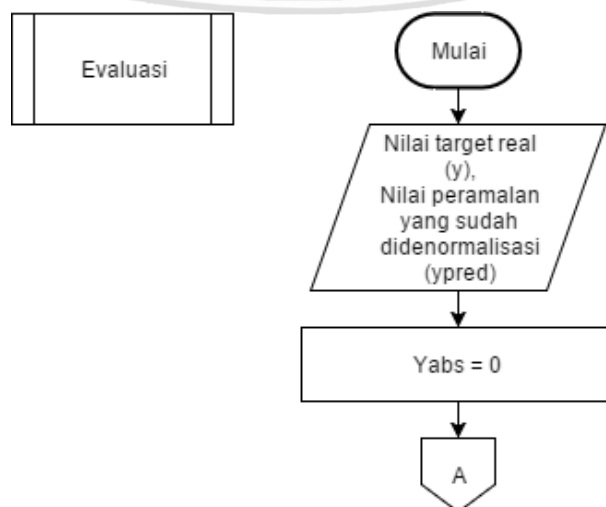 Evaluasi
Mulai
Nilai target real
(y),
Nilai peramalan
yang sudah
didenormalisasi
(ypred)
Yabs = 0
A